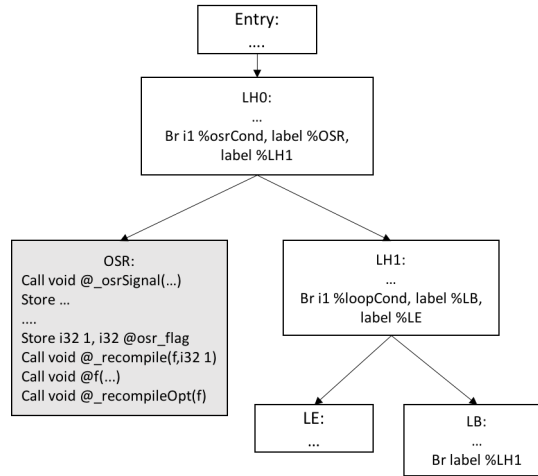 Entry:
....
LH0:
...
Br i1 %osrCond, label %OSR,
label %LH1
OSR:
Call void @_osrSignal(...)
Store ...
....
Store i32 1, i32 @osr_flag
Call void @_recompile(f,i32 1)
Call void @f(...)
Call void @_recompileOpt(f)
LH1:
...
Br i1 %loopCond, label %LB,
label %LE
LE:
...
LB:
...
Br label %LH1